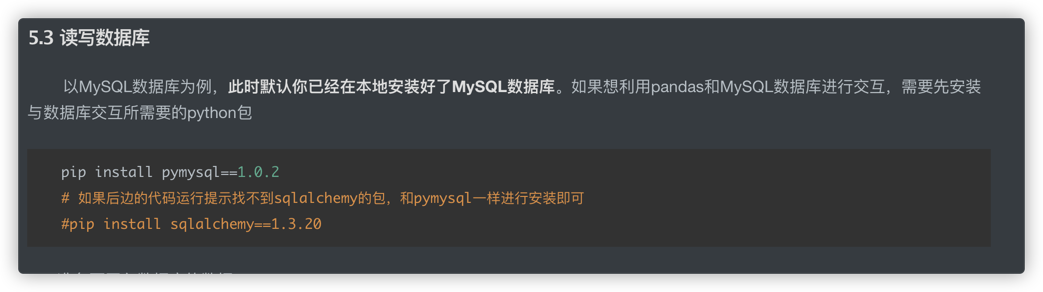 5.3 读写数据库
以MySQL数据库为例，此时默认你已经在本地安装好了MySQL数据库。如果想利用pandas和MySQL数据库进行交互，需要先安装
与数据库交互所需要的python包
pip install pymysql==1.0.2
# 如果后边的代码运行提示找不到sqlalchemy的包，和pymysql一样进行安装即可
#pip install sqlalchemy==1.3.20